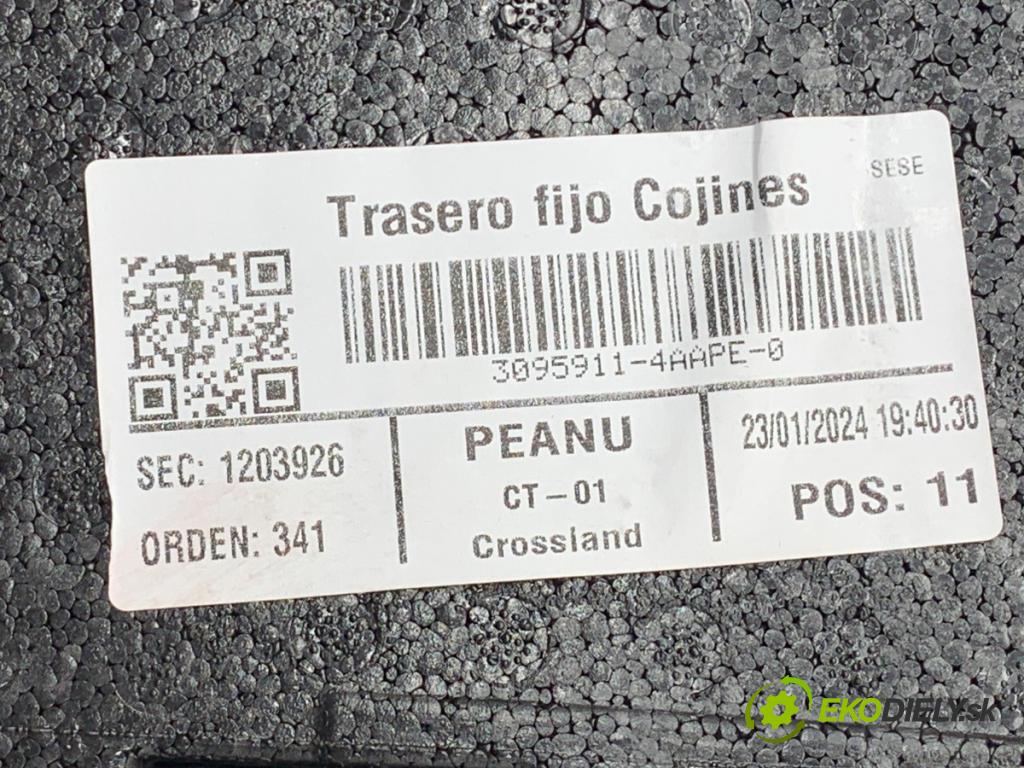 SESE
Trasero fijo Cojines
3095911-4AAPE-0
SEC: 1203926
ORDEN: 341
PEANU
CT-01
Crossland
23/01/2024 19:40:30
POS: 11
EKODIELY.sk